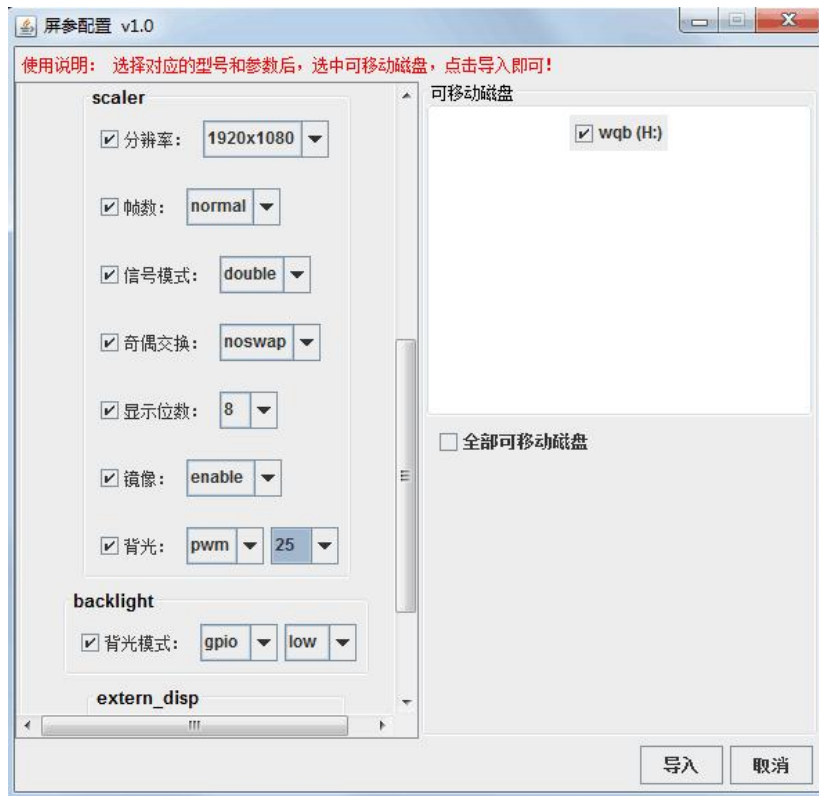 屏参配置 v1.0
使用说明： 选择对应的型号和参数后，选中可移动磁盘，点击导入即可！
scaler
分辨率： 1920x1080
帧数： normal
信号模式： double
奇偶交换： noswap
显示位数： 8
镜像： enable
背光： pwm 25
backlight
背光模式： gpio low
extern_disp
可移动磁盘
wqb (H:)
全部可移动磁盘
导入 取消